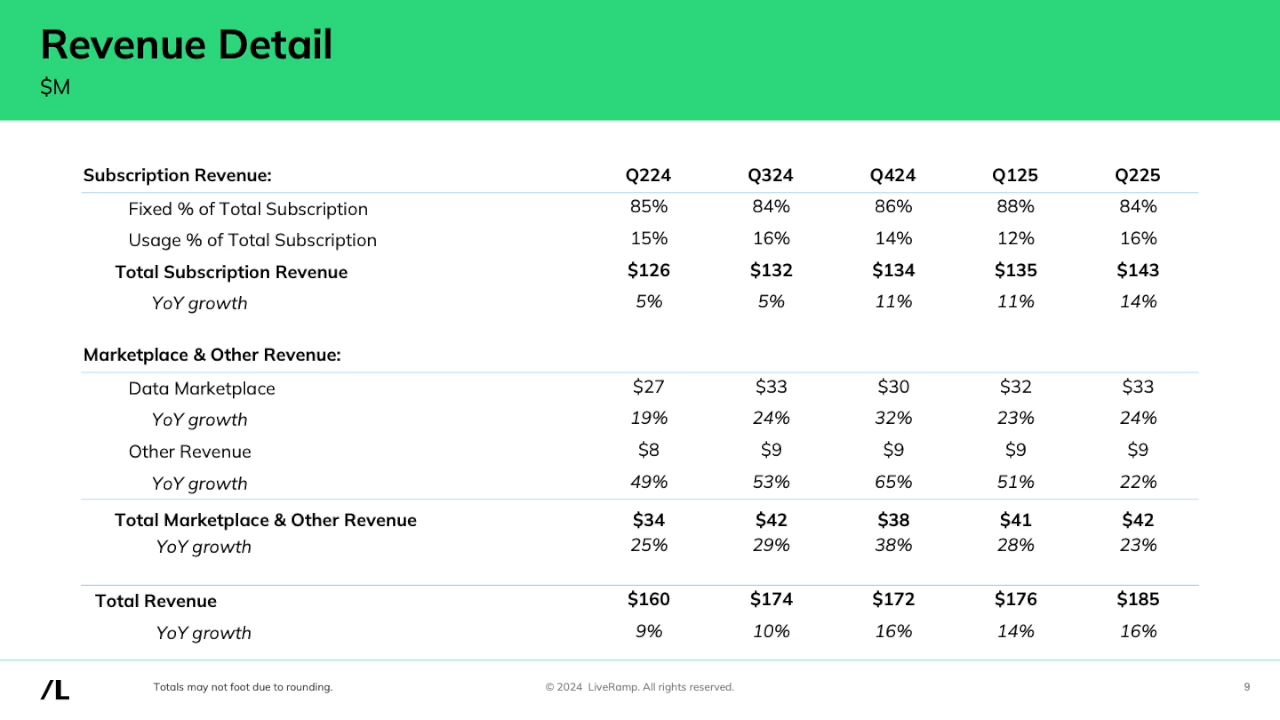 Revenue Detail
$M
Subscription Revenue: Q224 Q324 Q424 Q125 Q225
Fixed % of Total Subscription 85% 84% 86% 88% 84%
Usage % of Total Subscription 15% 16% 14% 12% 16%
Total Subscription Revenue $126 $132 $134 $135 $143
YoY growth 5% 5% 11% 11% 14%
Marketplace & Other Revenue:
Data Marketplace $27 $33 $30 $32 $33
YoY growth 19% 24% 32% 23% 24%
Other Revenue $8 $9 $9 $9 $9
YoY growth 49% 53% 65% 51% 22%
Total Marketplace & Other Revenue $34 $42 $38 $41 $42
YoY growth 25% 29% 38% 28% 23%
Total Revenue $160 $174 $172 $176 $185
YoY growth 9% 10% 16% 14% 16%
/L Totals may not foot due to rounding. © 2024 LiveRamp. All rights reserved. 9